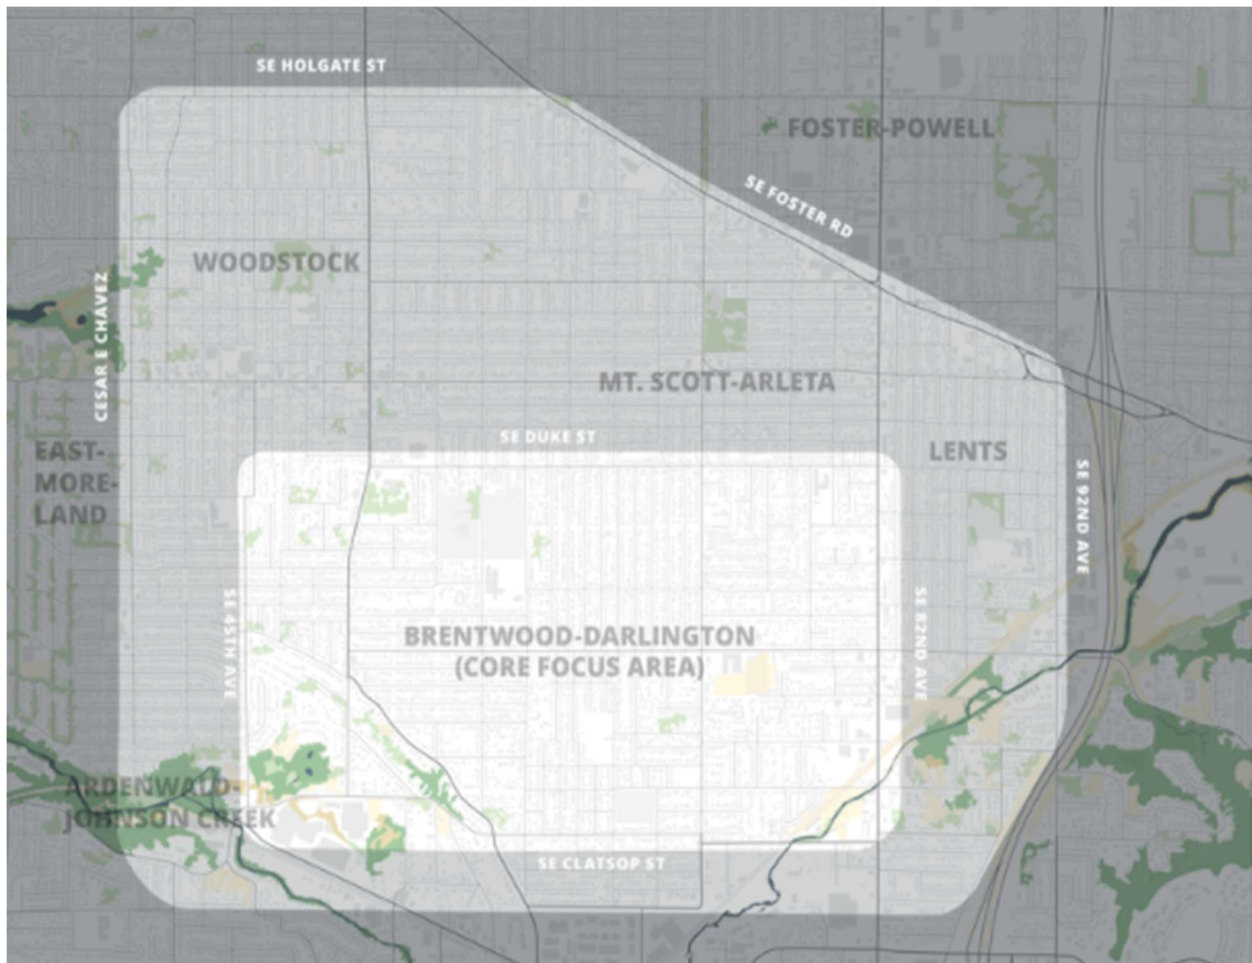 SE HOLGATE ST
FOSTER-POWELL
SE FOSTER RD
WOODSTOCK
CESAR E CHAVEZ
MT. SCOTT-ARLETA
SE DUKE ST
EAST-
MORE-
LAND
LENTS
SE 92ND AVE
SE 45TH AVE
BRENTWOOD-DARLINGTON
(CORE FOCUS AREA)
SE 82ND AVE
ARDENWALD-
JOHNSON CREEK
SE CLATSOP ST